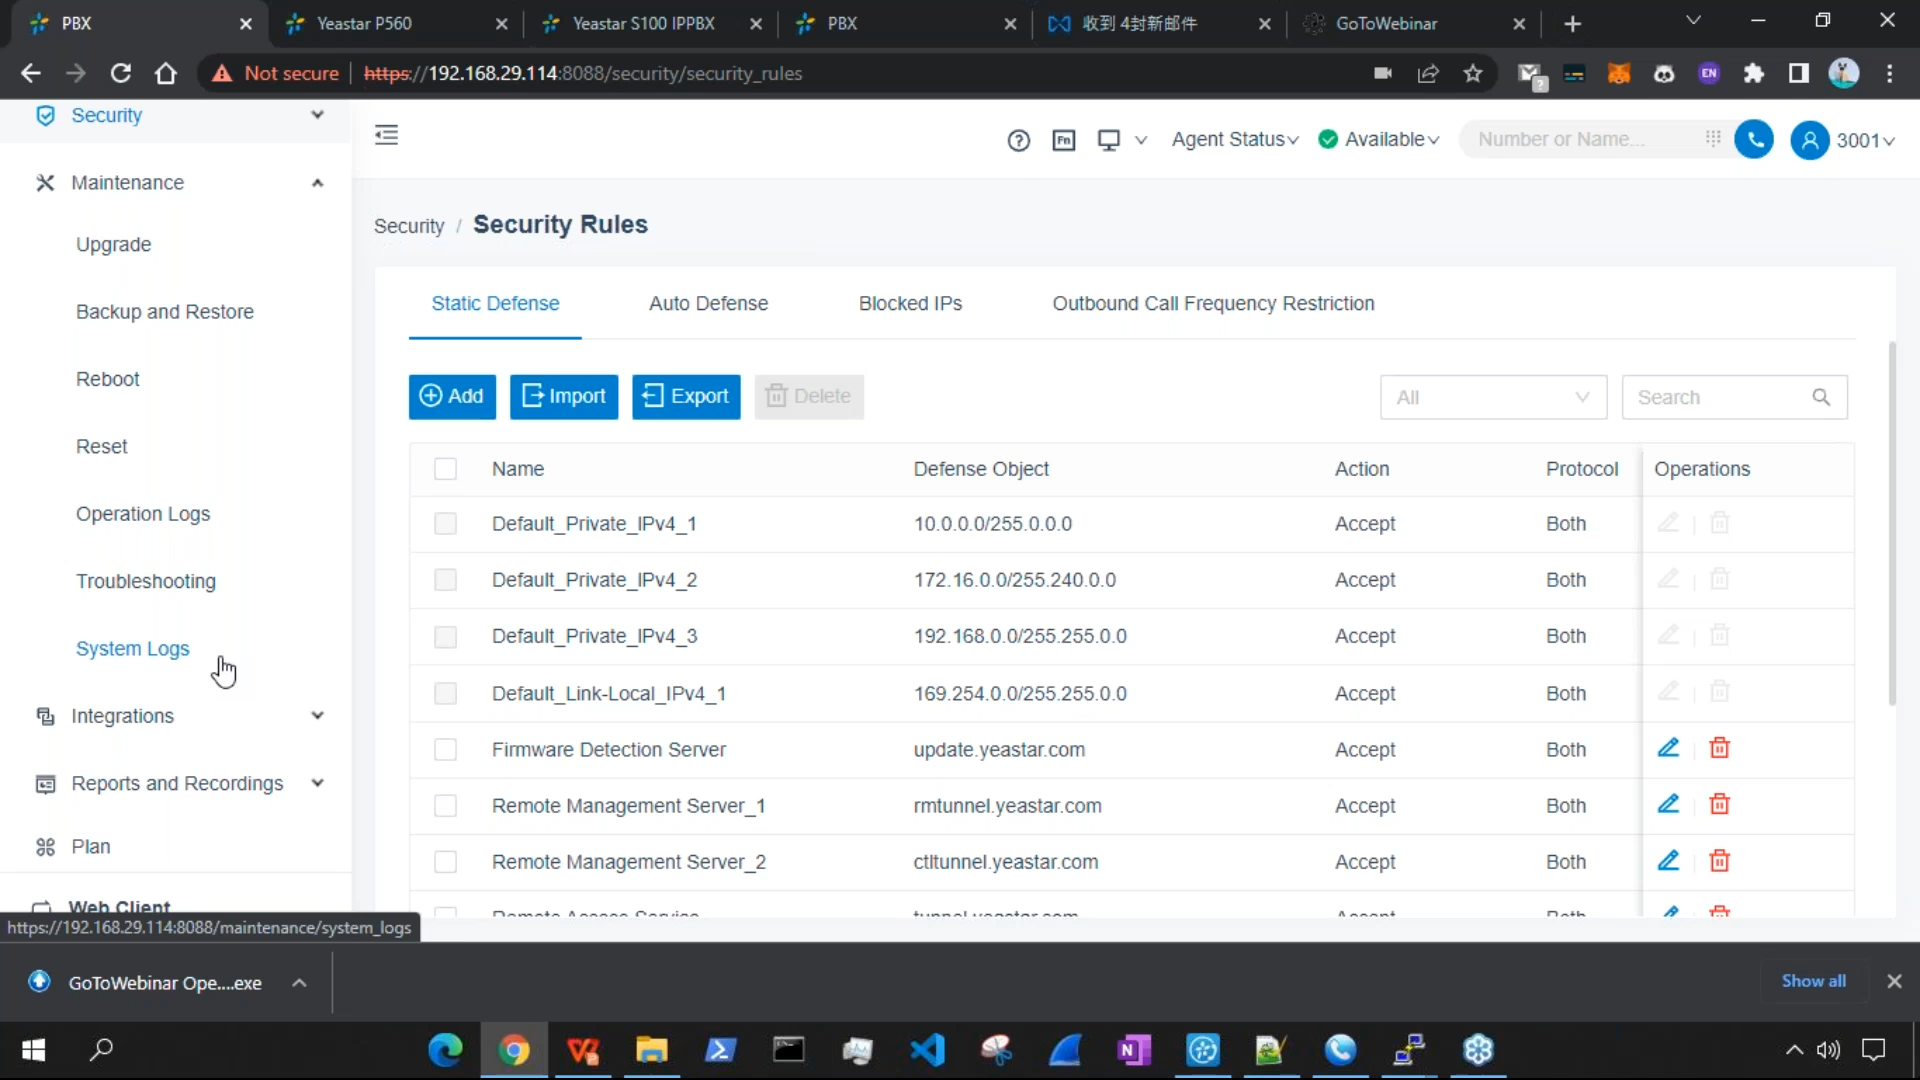 PBX
Yeastar P560
Yeastar S100 IPPBX
PBX
收到 4封新邮件
GoToWebinar
Not secure
https://192.168.29.114:8088/security/security_rules
EN
Security
Maintenance
Upgrade
Backup and Restore
Reboot
Reset
Operation Logs
Troubleshooting
System Logs
Integrations
Reports and Recordings
Plan
Web Client
https://192.168.29.114:8088/maintenance/system_logs
Fn
Agent Status
Available
Number or Name...
3001
Security / Security Rules
Static Defense
Auto Defense
Blocked IPs
Outbound Call Frequency Restriction
Add
Import
Export
Delete
All
Search
Name Defense Object Action Protocol Operations
Default_Private_IPv4_1 10.0.0.0/255.0.0.0 Accept Both
Default_Private_IPv4_2 172.16.0.0/255.240.0.0 Accept Both
Default_Private_IPv4_3 192.168.0.0/255.255.0.0 Accept Both
Default_Link-Local_IPv4_1 169.254.0.0/255.255.0.0 Accept Both
Firmware Detection Server update.yeastar.com Accept Both
Remote Management Server_1 rmtunnel.yeastar.com Accept Both
Remote Management Server_2 ctltunnel.yeastar.com Accept Both
Remote Access Service tunnel.yeastar.com Accept Both
GoToWebinar Ope....exe
Show all